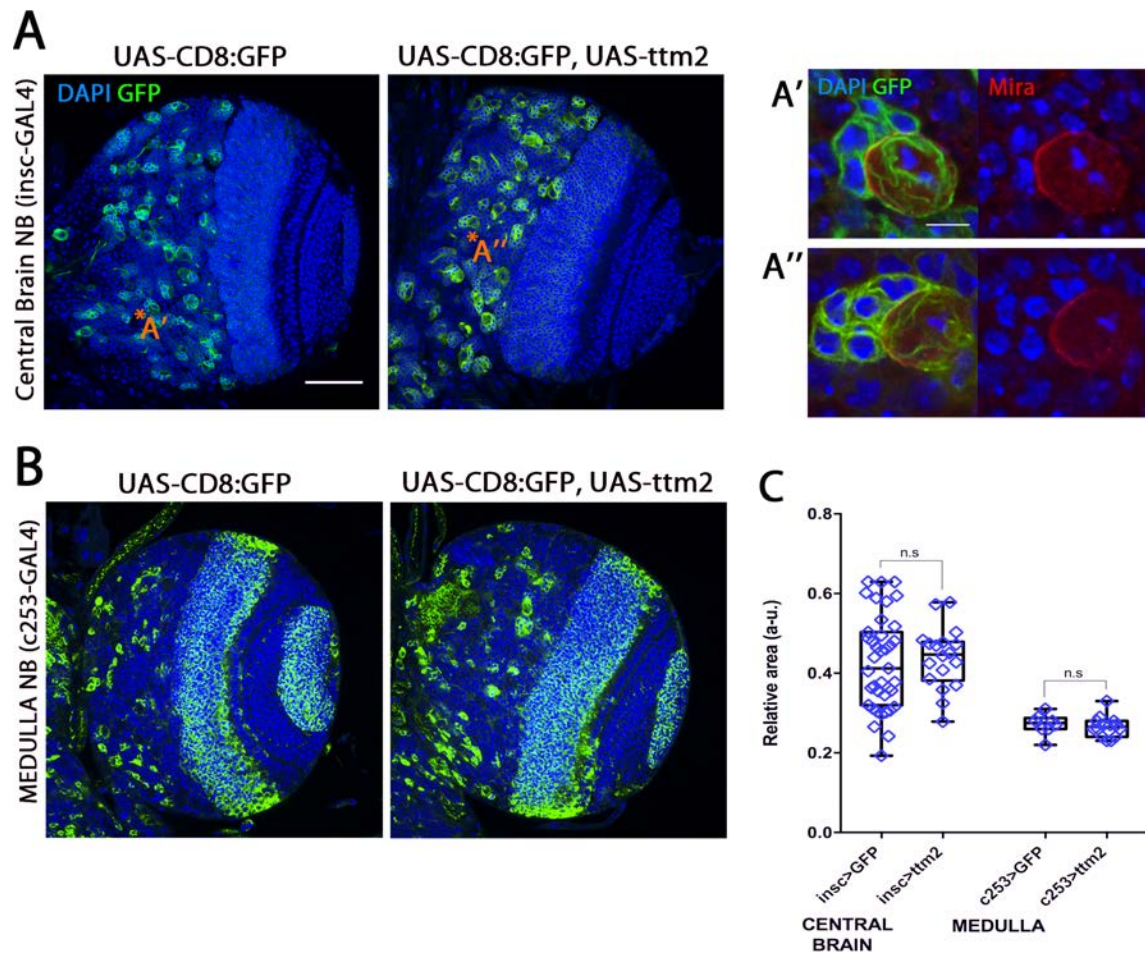 A
UAS-CD8:GFP
UAS-CD8:GFP, UAS-ttm2
Central Brain NB (insc-GAL4)
DAPI GFP
*A'
*A''
A'
DAPI GFP
Mira
A''
B
UAS-CD8:GFP
UAS-CD8:GFP, UAS-ttm2
MEDULLA NB (c253-GAL4)
C
Relative area (a-u.)
0.8
0.6
0.4
0.2
0.0
n.s
n.s
insc>GFP
insc>ttm2
c253>GFP
c253>ttm2
CENTRAL
BRAIN
MEDULLA